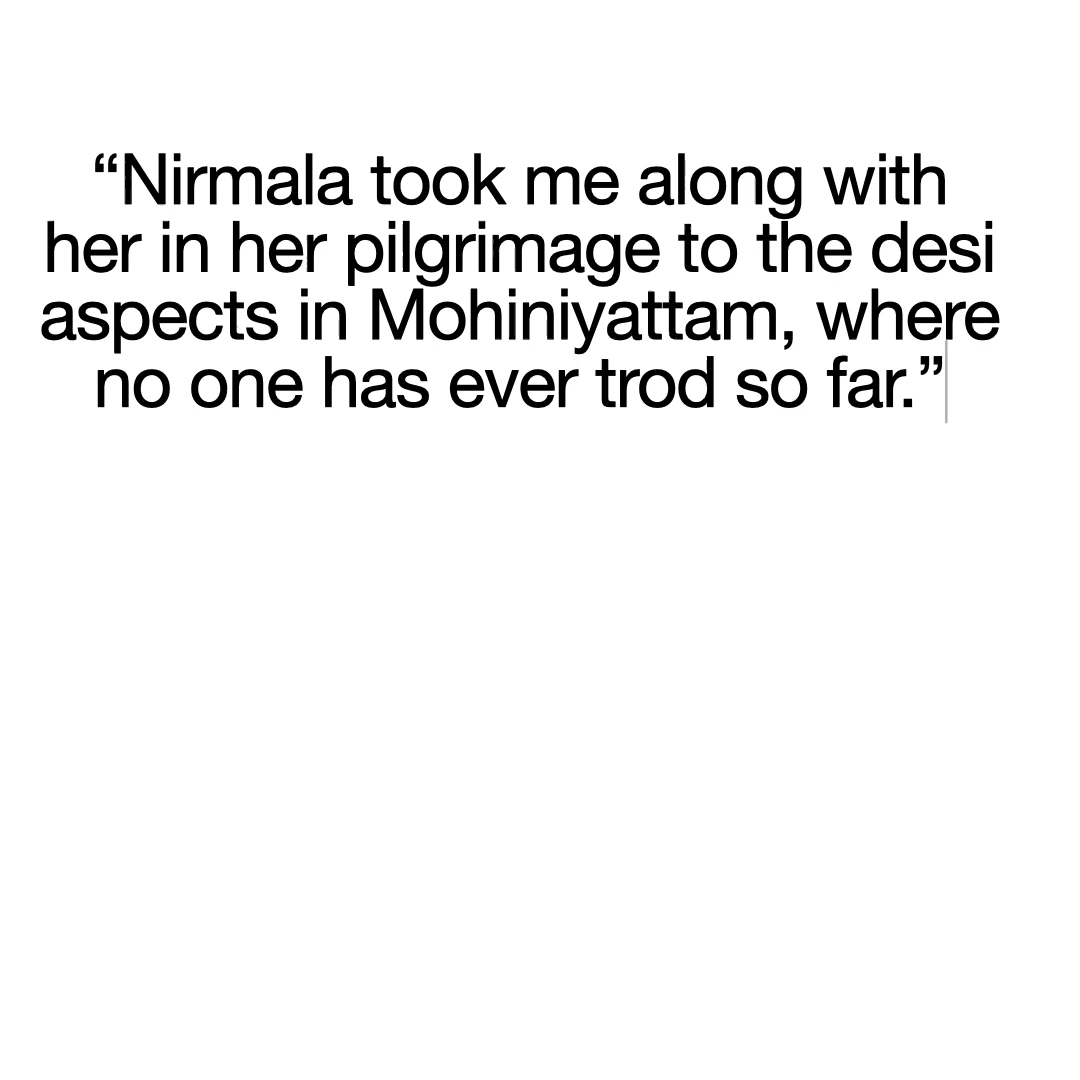 “Nirmala took me along with
her in her pilgrimage to the desi
aspects in Mohiniyattam, where
no one has ever trod so far.”